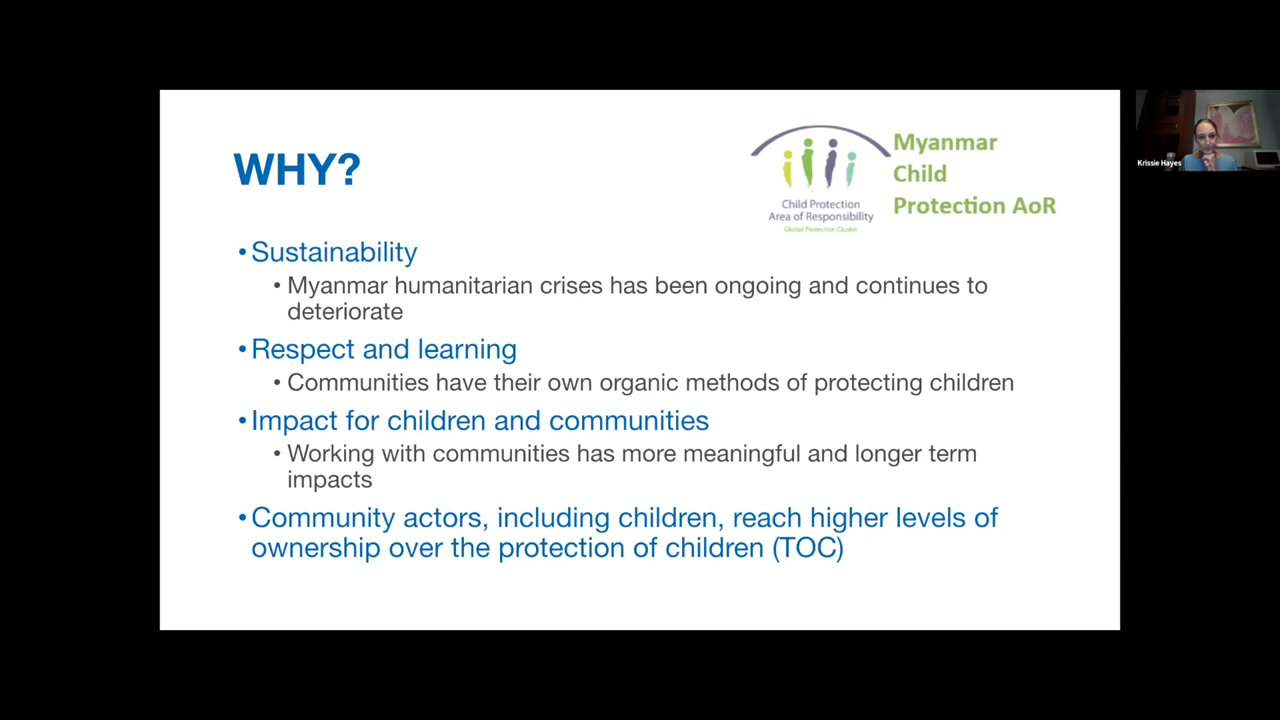 WHY?
Child Protection
Area of Responsibility
Global Protection Cluster
Myanmar
Child
Protection AoR
Krissie Hayes
• Sustainability
• Myanmar humanitarian crises has been ongoing and continues to
deteriorate
• Respect and learning
• Communities have their own organic methods of protecting children
• Impact for children and communities
• Working with communities has more meaningful and longer term
impacts
• Community actors, including children, reach higher levels of
ownership over the protection of children (TOC)